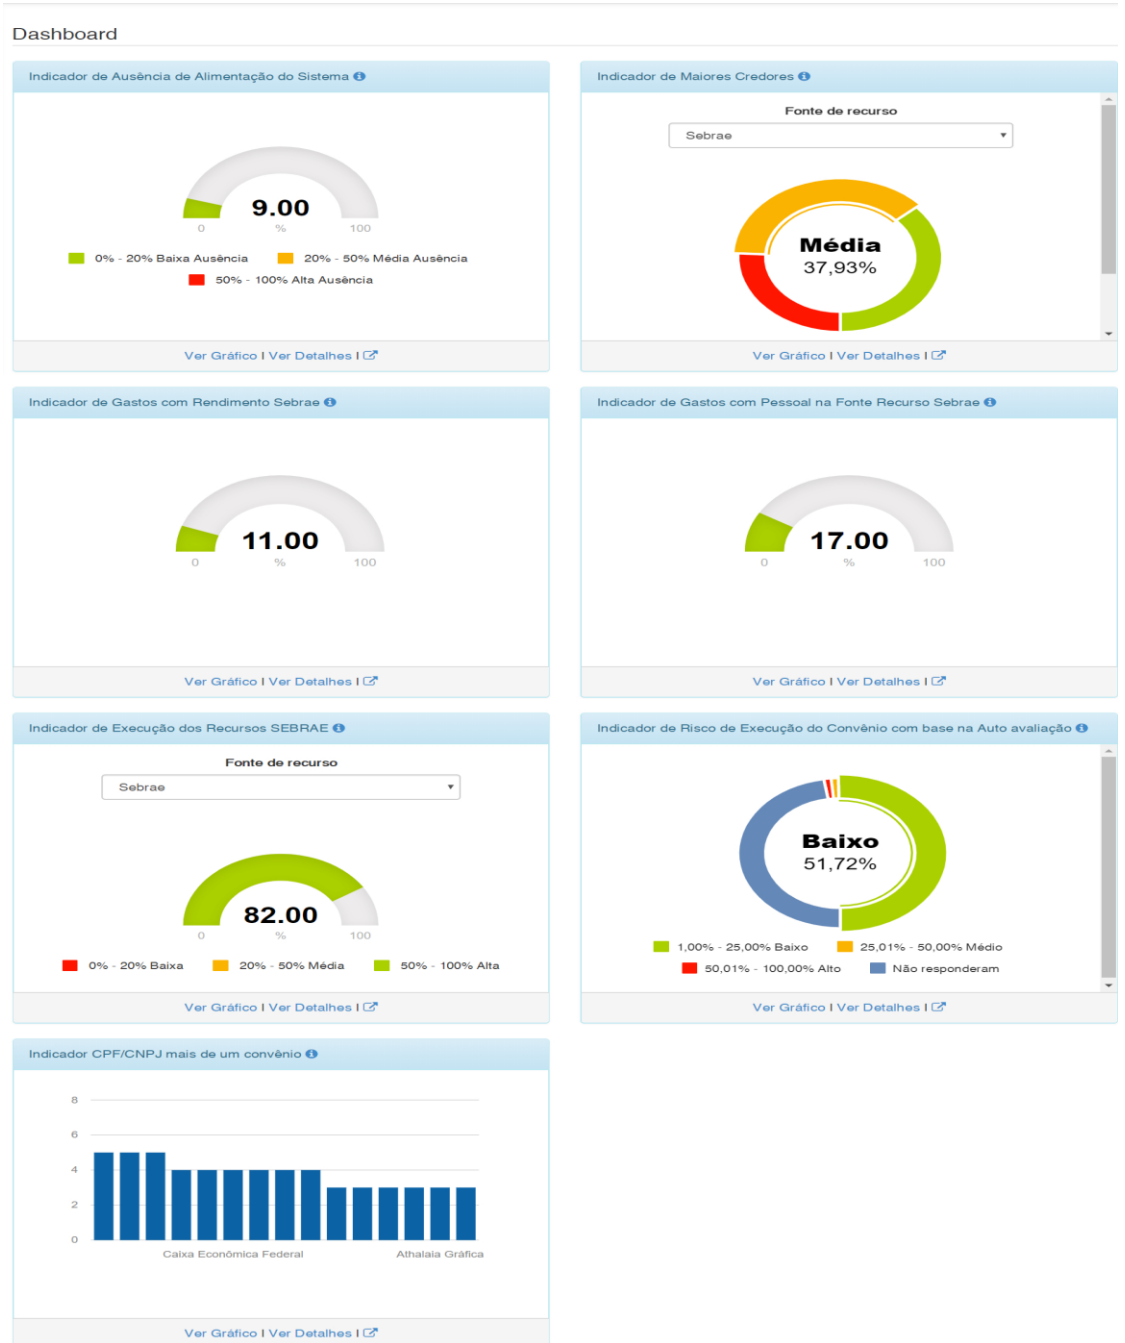 Dashboard
Indicador de Ausência de Alimentação do Sistema
9.00
0 % 100
0% - 20% Baixa Ausência 20% - 50% Média Ausência
50% - 100% Alta Ausência
Ver Gráfico | Ver Detalhes |
Indicador de Maiores Credores
Fonte de recurso
Sebrae
Média
37,93%
Ver Gráfico | Ver Detalhes |
Indicador de Gastos com Rendimento Sebrae
11.00
0 % 100
Ver Gráfico | Ver Detalhes |
Indicador de Gastos com Pessoal na Fonte Recurso Sebrae
17.00
0 % 100
Ver Gráfico | Ver Detalhes |
Indicador de Execução dos Recursos SEBRAE
Fonte de recurso
Sebrae
82.00
0 % 100
0% - 20% Baixa 20% - 50% Média 50% - 100% Alta
Ver Gráfico | Ver Detalhes |
Indicador de Risco de Execução do Convênio com base na Auto avaliação
Baixo
51,72%
1,00% - 25,00% Baixo 25,01% - 50,00% Médio
50,01% - 100,00% Alto Não responderam
Ver Gráfico | Ver Detalhes |
Indicador CPF/CNPJ mais de um convênio
8
6
4
2
0
Caixa Econômica Federal Athalaia Gráfica
Ver Gráfico | Ver Detalhes |